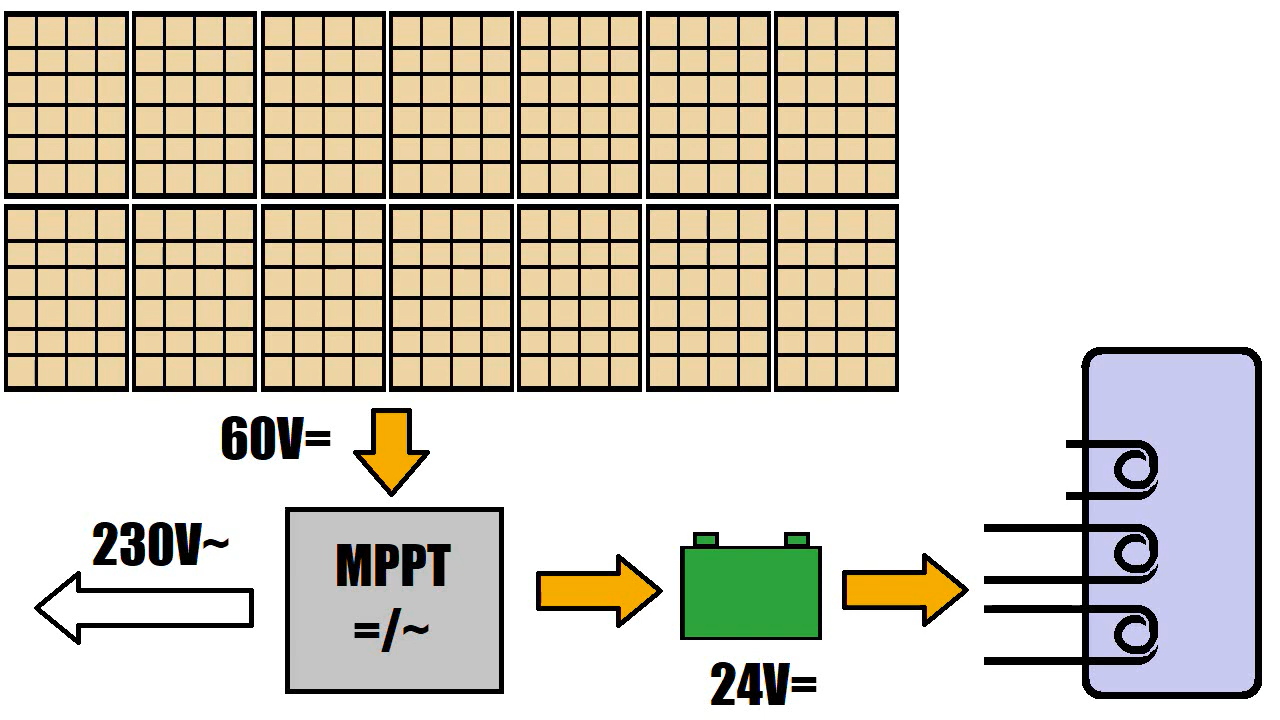 60V=
230V~
MPPT
=/~
24V=